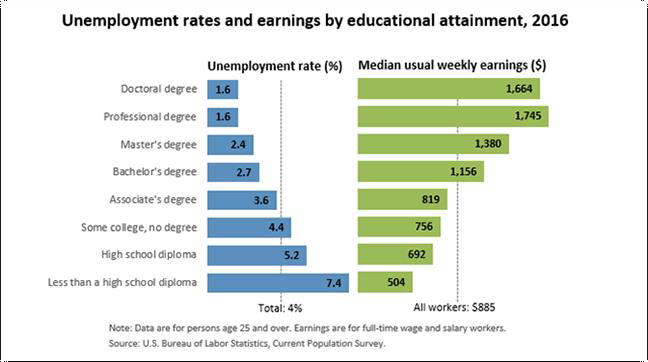 Unemployment rates and earnings by educational attainment, 2016
Unemployment rate (%) Median usual weekly earnings ($)
Doctoral degree 1.6 1,664
Professional degree 1.6 1,745
Master's degree 2.4 1,380
Bachelor's degree 2.7 1,156
Associate's degree 3.6 819
Some college, no degree 4.4 756
High school diploma 5.2 692
Less than a high school diploma 7.4 504
Total: 4% All workers: $885
Note: Data are for persons age 25 and over. Earnings are for full-time wage and salary workers.
Source: U.S. Bureau of Labor Statistics, Current Population Survey.